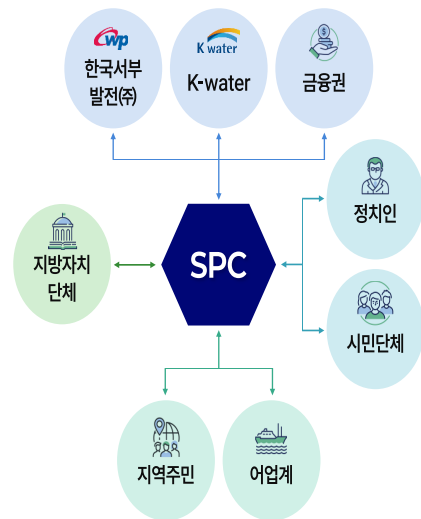 wp
한국서부
발전㈜
K water
K-water
금융권
정치인
지방자치
단체
SPC
시민단체
지역주민
어업계